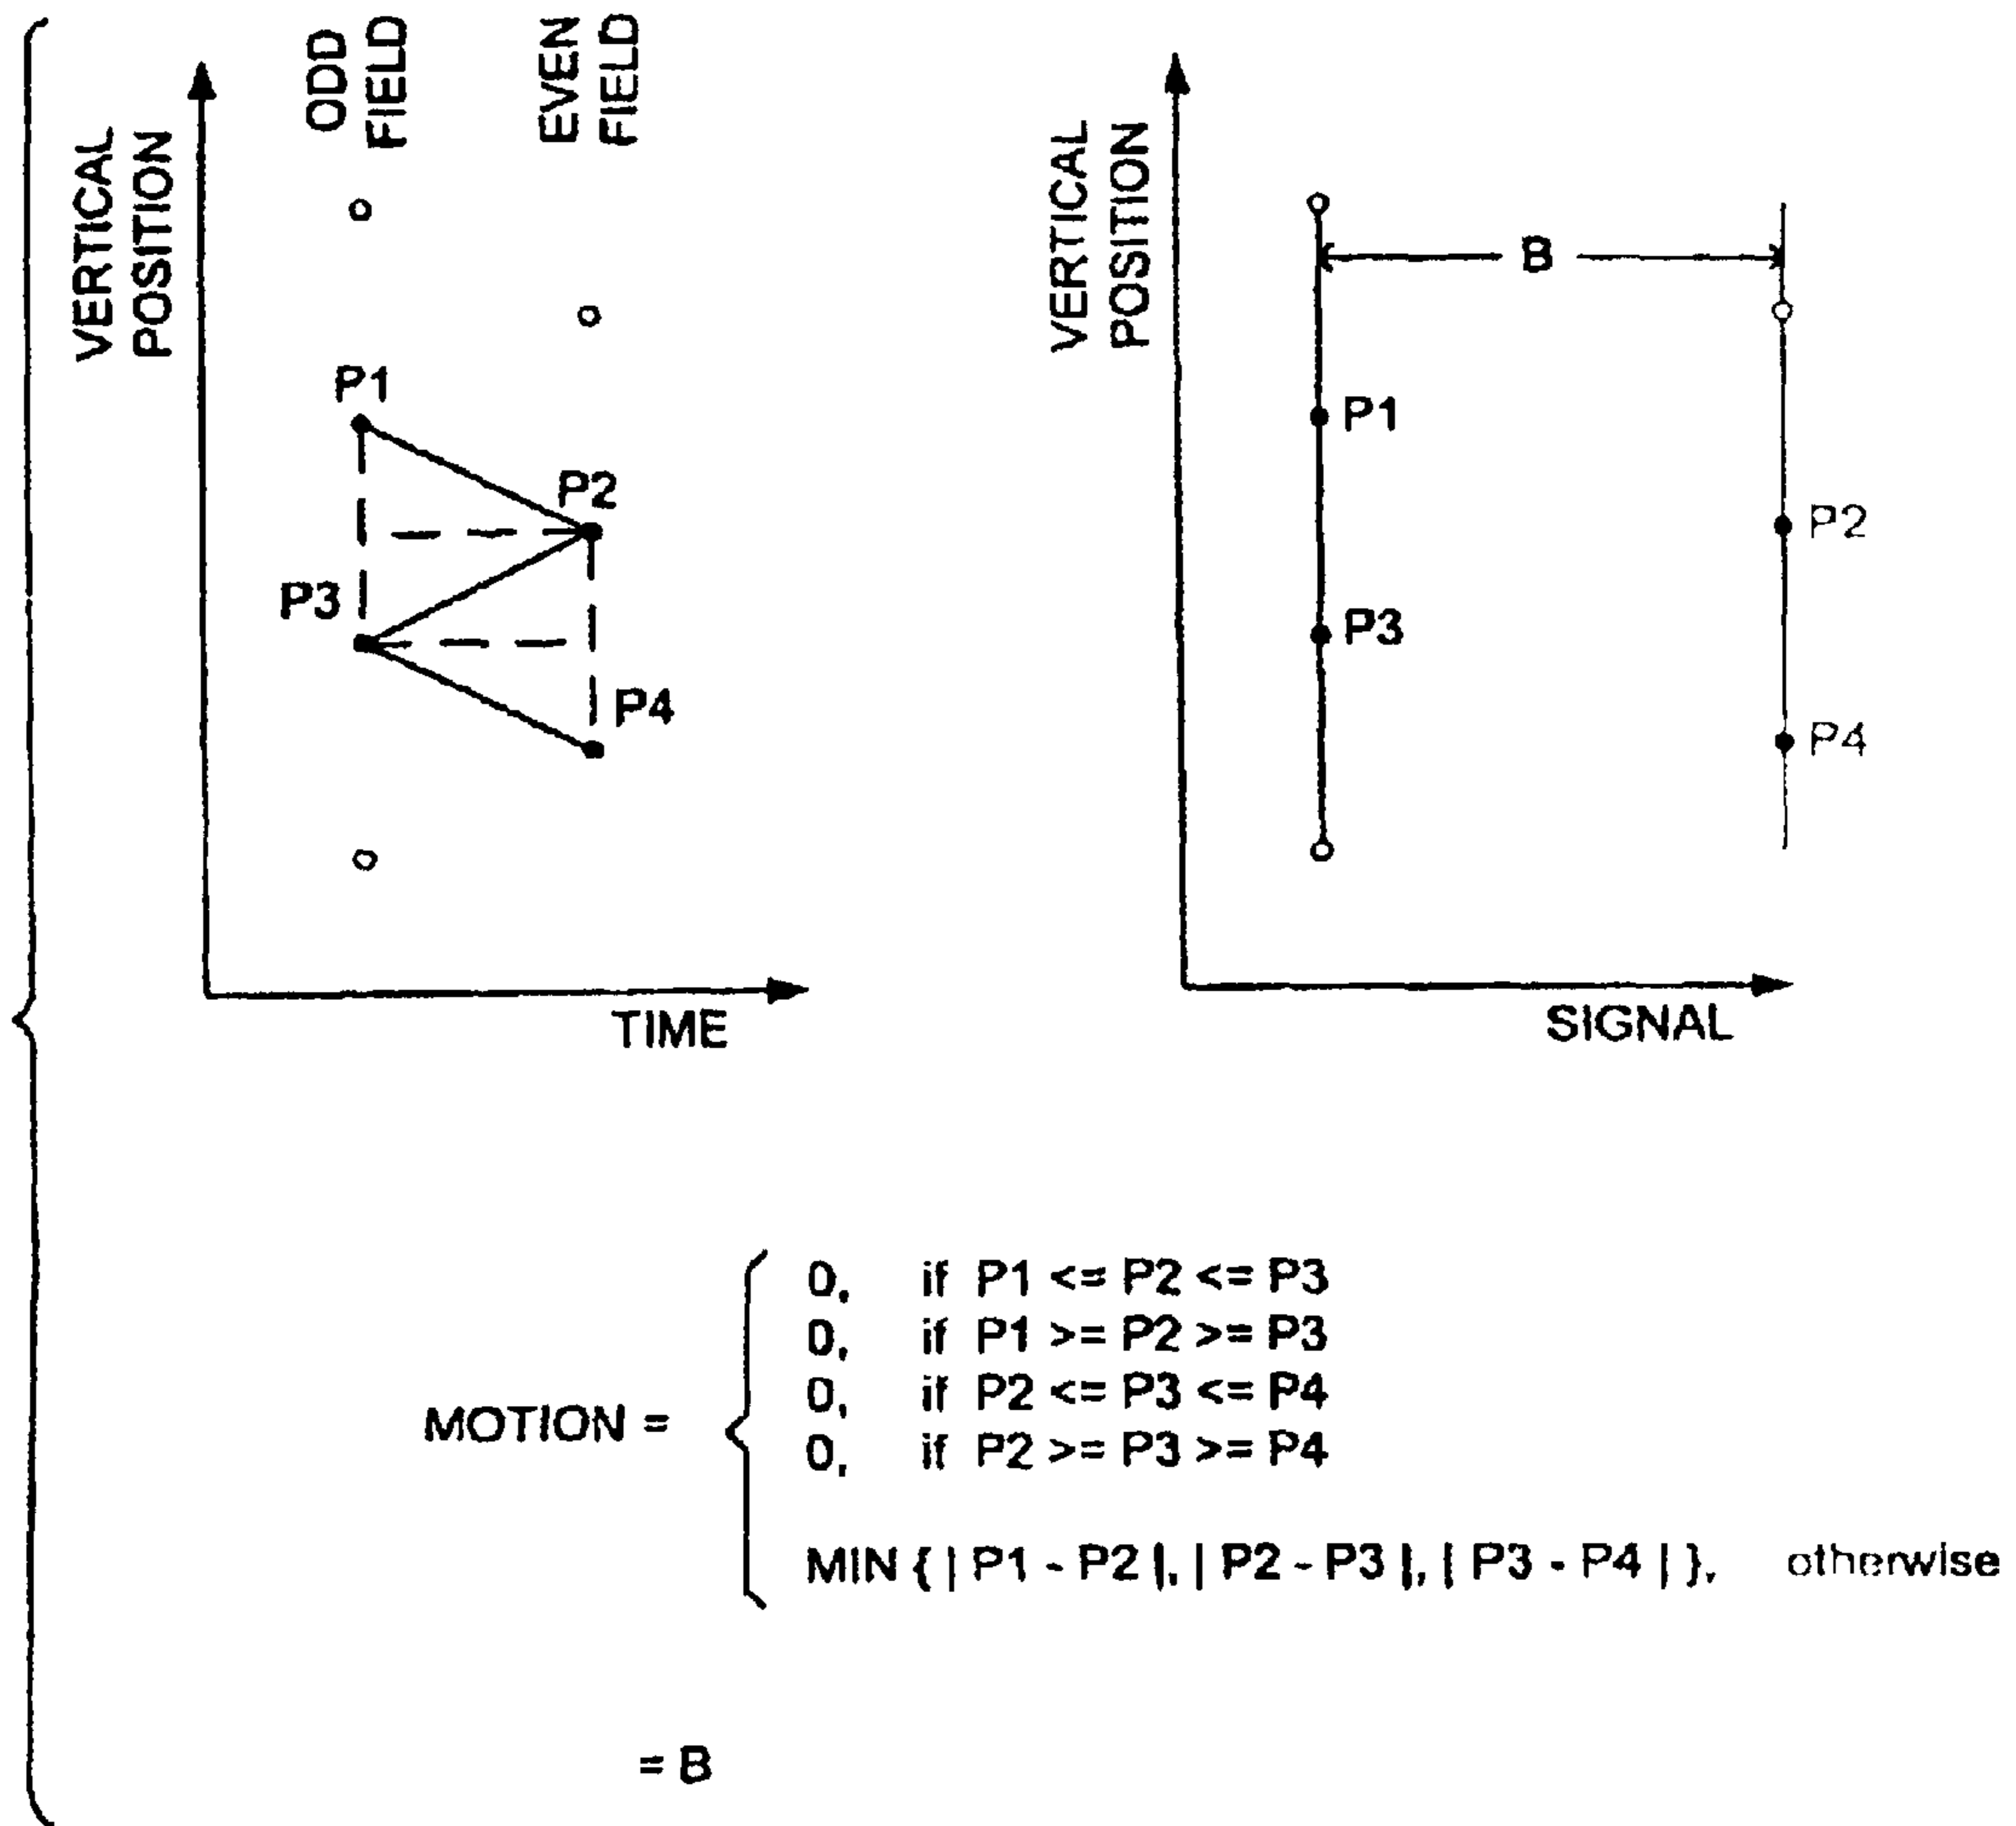 ODD
FIELD
EVEN
FIELD
VERTICAL
POSITION
P1
P2
P3
P4
TIME
VERTICAL
POSITION
B
P1
P2
P3
P4
SIGNAL
MOTION =
0, if P1 <= P2 <= P3
0, if P1 >= P2 >= P3
0, if P2 <= P3 <= P4
0, if P2 >= P3 >= P4
MIN { | P1 - P2 |, | P2 - P3 |, | P3 - P4 | }, otherwise
= B